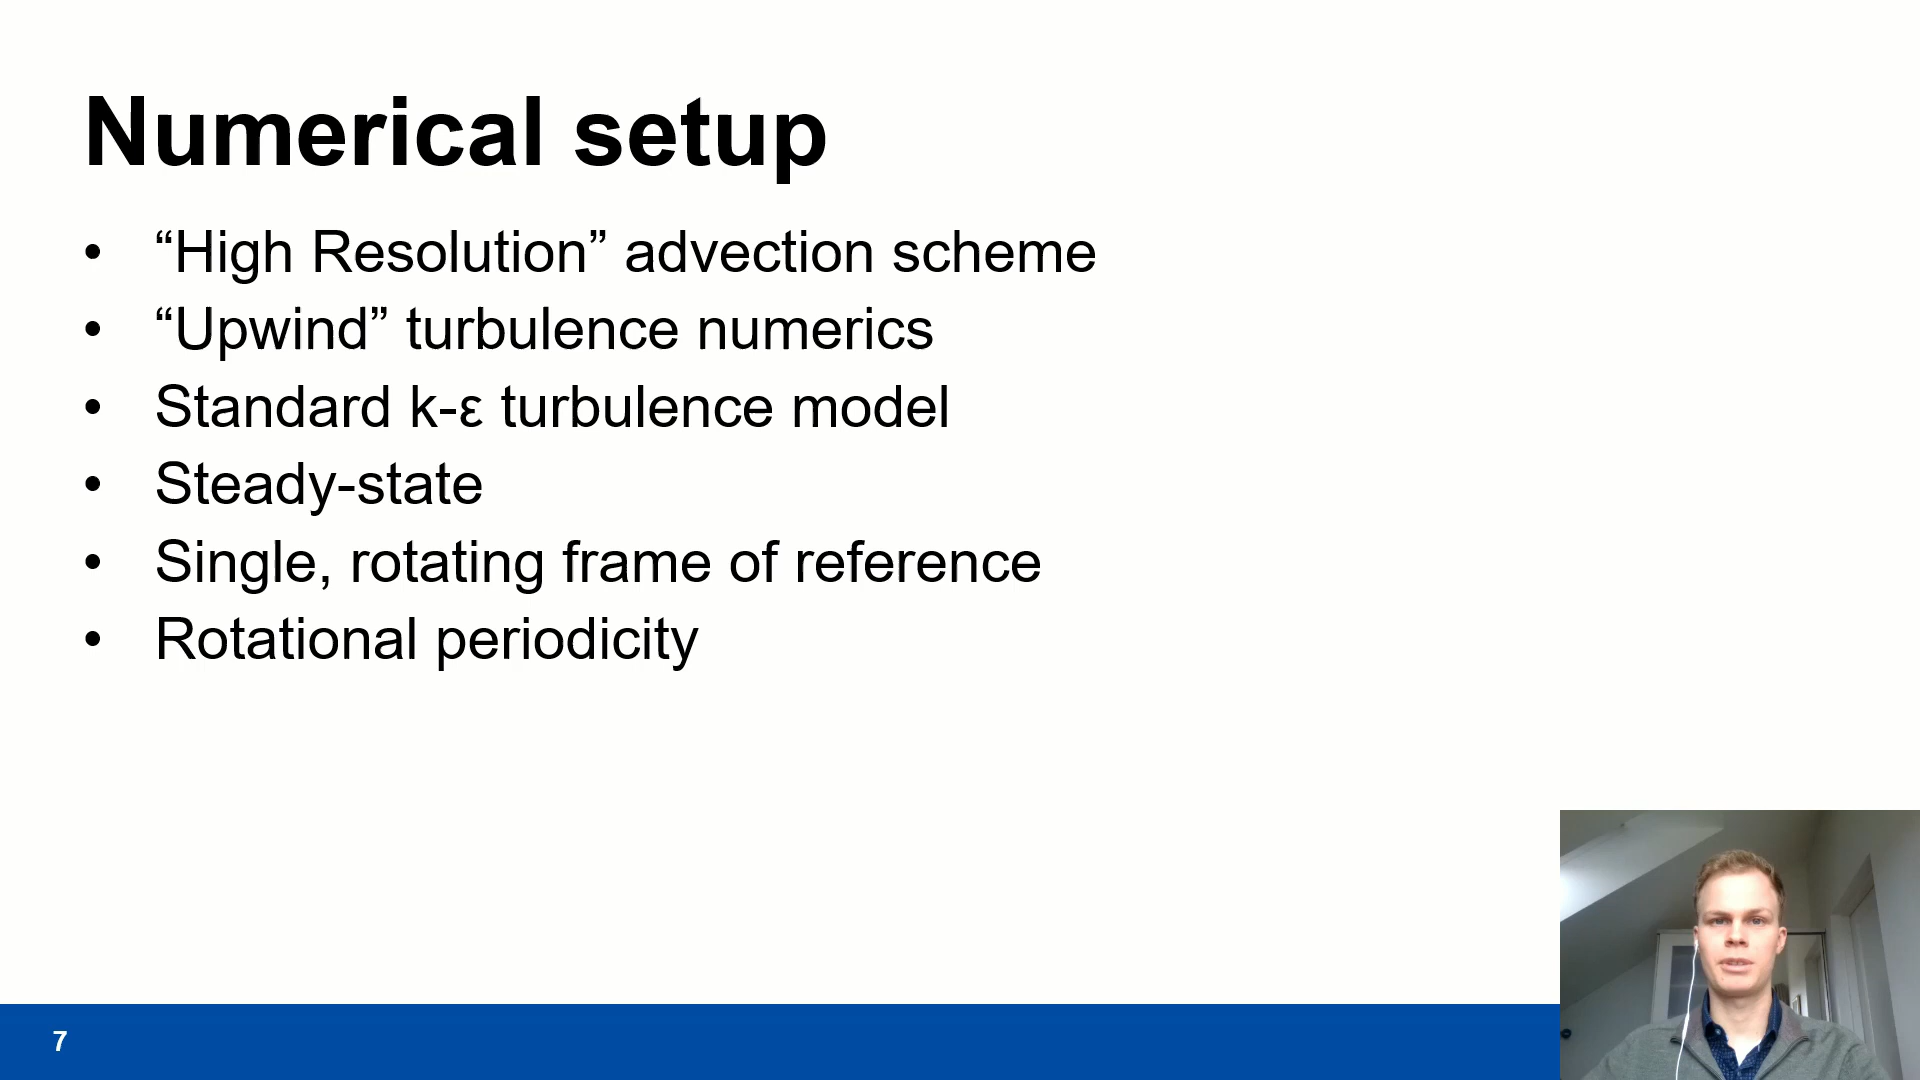 Numerical setup
• “High Resolution” advection scheme
• “Upwind” turbulence numerics
• Standard k-ε turbulence model
• Steady-state
• Single, rotating frame of reference
• Rotational periodicity
7